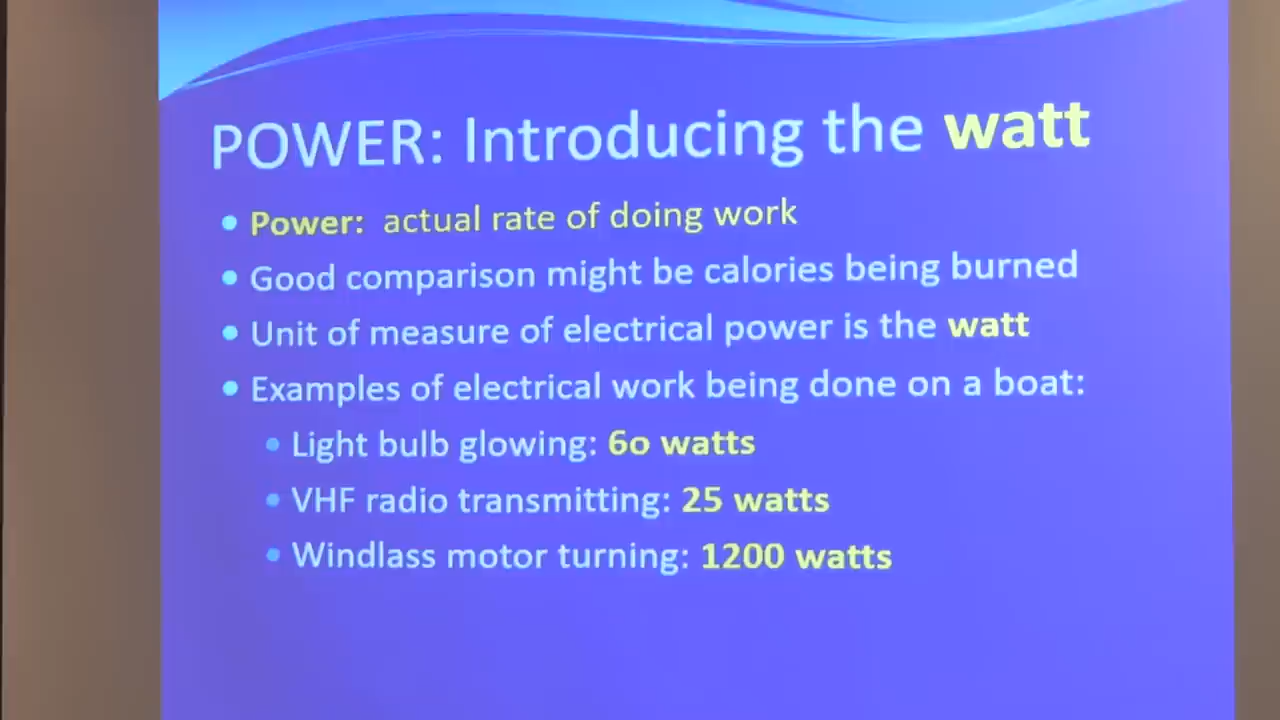 POWER: Introducing the watt
• Power: actual rate of doing work
• Good comparison might be calories being burned
• Unit of measure of electrical power is the watt
• Examples of electrical work being done on a boat:
• Light bulb glowing: 60 watts
• VHF radio transmitting: 25 watts
• Windlass motor turning: 1200 watts